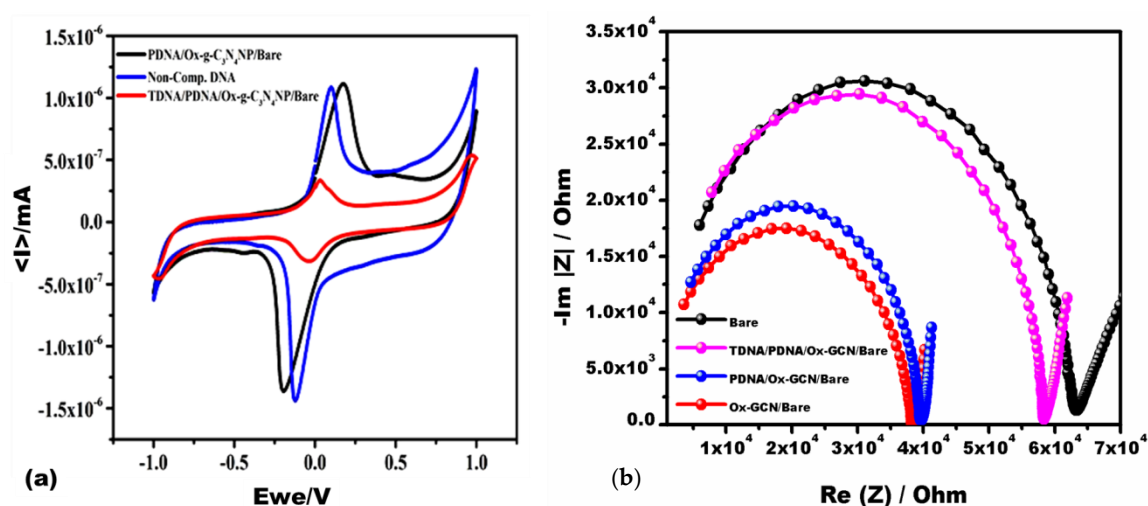 1.5x10⁻⁶
1.0x10⁻⁶
5.0x10⁻⁷
0.0
-5.0x10⁻⁷
-1.0x10⁻⁶
-1.5x10⁻⁶
<I>/mA
PDNA/Ox-g-C₃N₄NP/Bare
Non-Comp. DNA
TDNA/PDNA/Ox-g-C₃N₄NP/Bare
-1.0 -0.5 0.0 0.5 1.0
Ewe/V
(a)
3.5x10⁴
3.0x10⁴
2.5x10⁴
2.0x10⁴
1.5x10⁴
1.0x10⁴
5.0x10³
0.0
-Im |Z| / Ohm
Bare
TDNA/PDNA/Ox-GCN/Bare
PDNA/Ox-GCN/Bare
Ox-GCN/Bare
1x10⁴ 2x10⁴ 3x10⁴ 4x10⁴ 5x10⁴ 6x10⁴ 7x10⁴
Re (Z) / Ohm
(b)